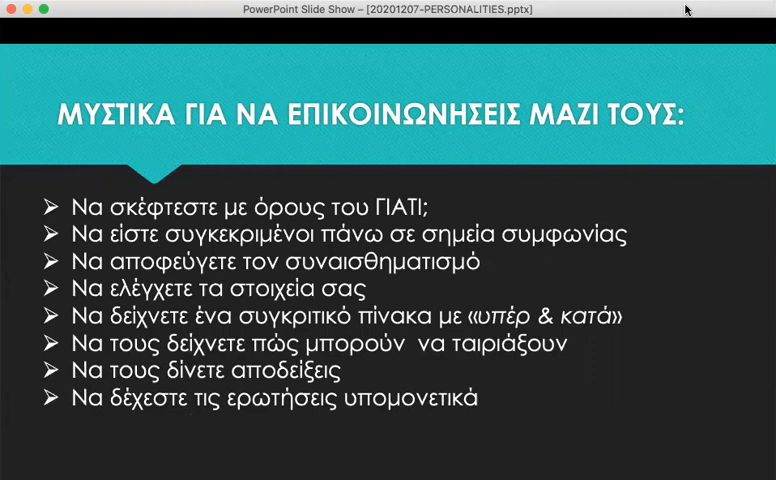 PowerPoint Slide Show – [20201207-PERSONALITIES.pptx]
ΜΥΣΤΙΚΑ ΓΙΑ ΝΑ ΕΠΙΚΟΙΝΩΝΗΣΕΙΣ ΜΑΖΙ ΤΟΥΣ:
➢ Να σκέφτεστε με όρους του ΓΙΑΤΙ;
➢ Να είστε συγκεκριμένοι πάνω σε σημεία συμφωνίας
➢ Να αποφεύγετε τον συναισθηματισμό
➢ Να ελέγχετε τα στοιχεία σας
➢ Να δείχνετε ένα συγκριτικό πίνακα με «υπέρ & κατά»
➢ Να τους δείχνετε πώς μπορούν να ταιριάξουν
➢ Να τους δίνετε αποδείξεις
➢ Να δέχεστε τις ερωτήσεις υπομονετικά